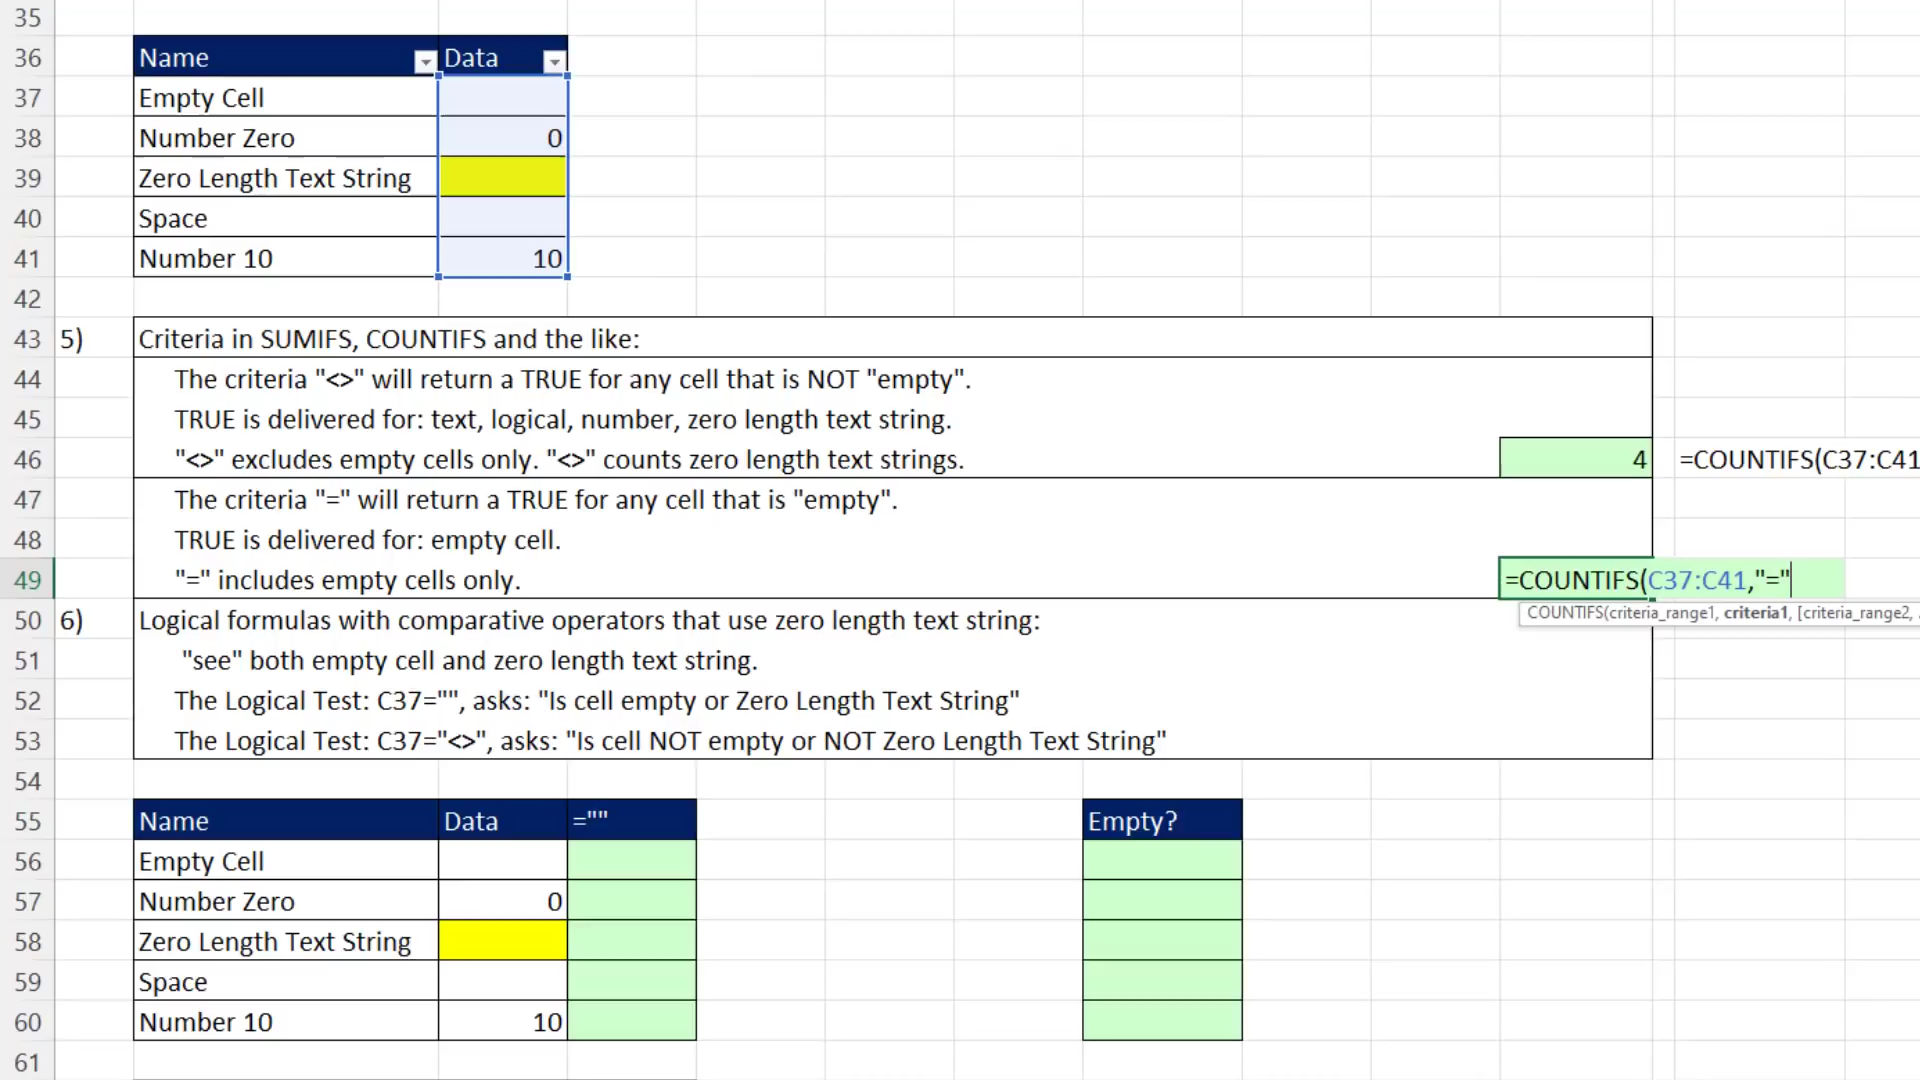 35
36 Name Data
37 Empty Cell
38 Number Zero 0
39 Zero Length Text String
40 Space
41 Number 10 10
42
43 5) Criteria in SUMIFS, COUNTIFS and the like:
44 The criteria "<>" will return a TRUE for any cell that is NOT "empty".
45 TRUE is delivered for: text, logical, number, zero length text string.
46 "<>" excludes empty cells only. "<>" counts zero length text strings. 4 =COUNTIFS(C37:C41
47 The criteria "=" will return a TRUE for any cell that is "empty".
48 TRUE is delivered for: empty cell.
49 "=" includes empty cells only. =COUNTIFS(C37:C41,"="
COUNTIFS(criteria_range1, criteria1, [criteria_range2, .
50 6) Logical formulas with comparative operators that use zero length text string:
51 "see" both empty cell and zero length text string.
52 The Logical Test: C37="", asks: "Is cell empty or Zero Length Text String"
53 The Logical Test: C37="<>", asks: "Is cell NOT empty or NOT Zero Length Text String"
54
55 Name Data ="" Empty?
56 Empty Cell
57 Number Zero 0
58 Zero Length Text String
59 Space
60 Number 10 10
61